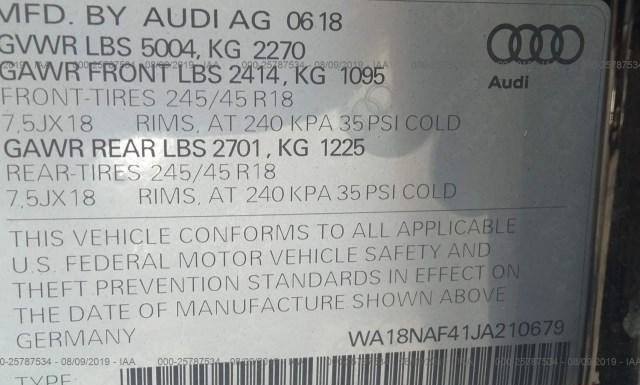 MFD. BY AUDI AG 06 18
GVWR LBS 5004, KG 2270
GAWR FRONT LBS 2414, KG 1095
FRONT-TIRES 245/45 R18
7,5JX18 RIMS, AT 240 KPA 35 PSI COLD
GAWR REAR LBS 2701, KG 1225
REAR-TIRES 245/45 R18
7,5JX18 RIMS, AT 240 KPA 35 PSI COLD
Audi
THIS VEHICLE CONFORMS TO ALL APPLICABLE
U.S. FEDERAL MOTOR VEHICLE SAFETY AND
THEFT PREVENTION STANDARDS IN EFFECT ON
THE DATE OF MANUFACTURE SHOWN ABOVE
GERMANY WA18NAF41JA210679
000-25787534 - 08/09/2019 - IAA
TYPE: